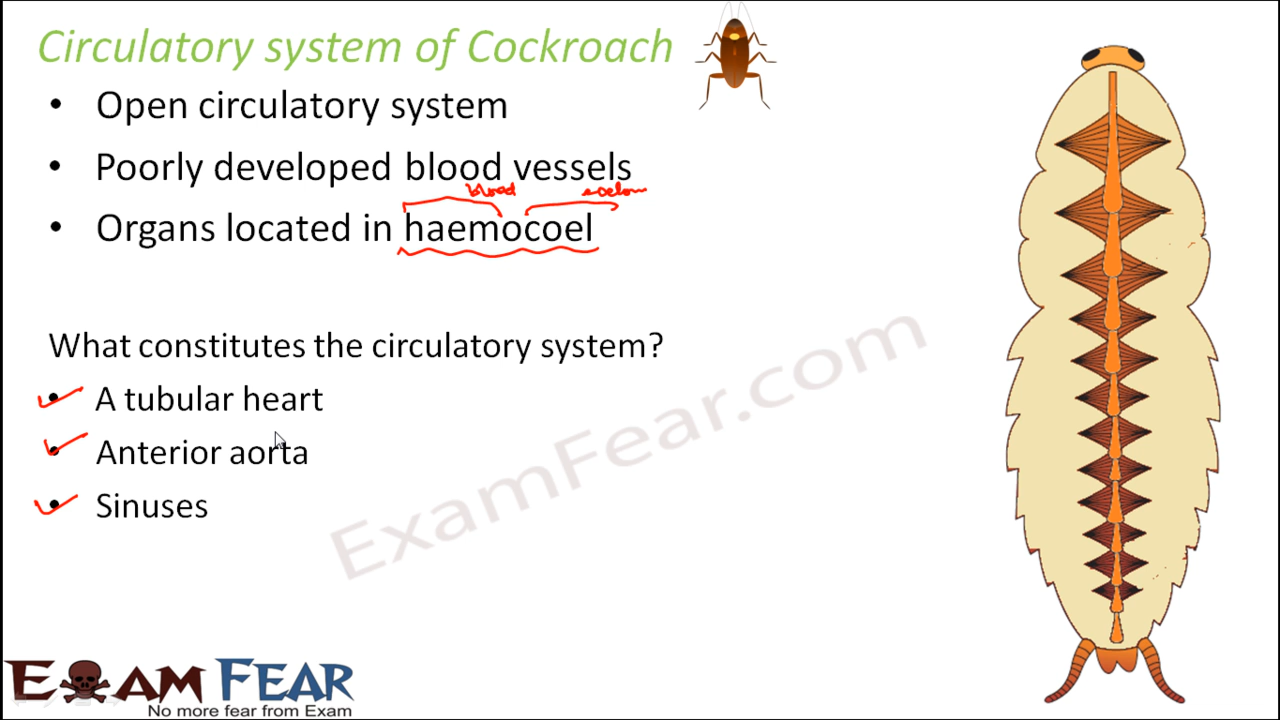 Circulatory system of Cockroach
• Open circulatory system
• Poorly developed blood vessels
blood coelom
• Organs located in haemocoel
What constitutes the circulatory system?
• A tubular heart
• Anterior aorta
• Sinuses
ExamFear.com
EXAM FEAR
No more fear from Exam